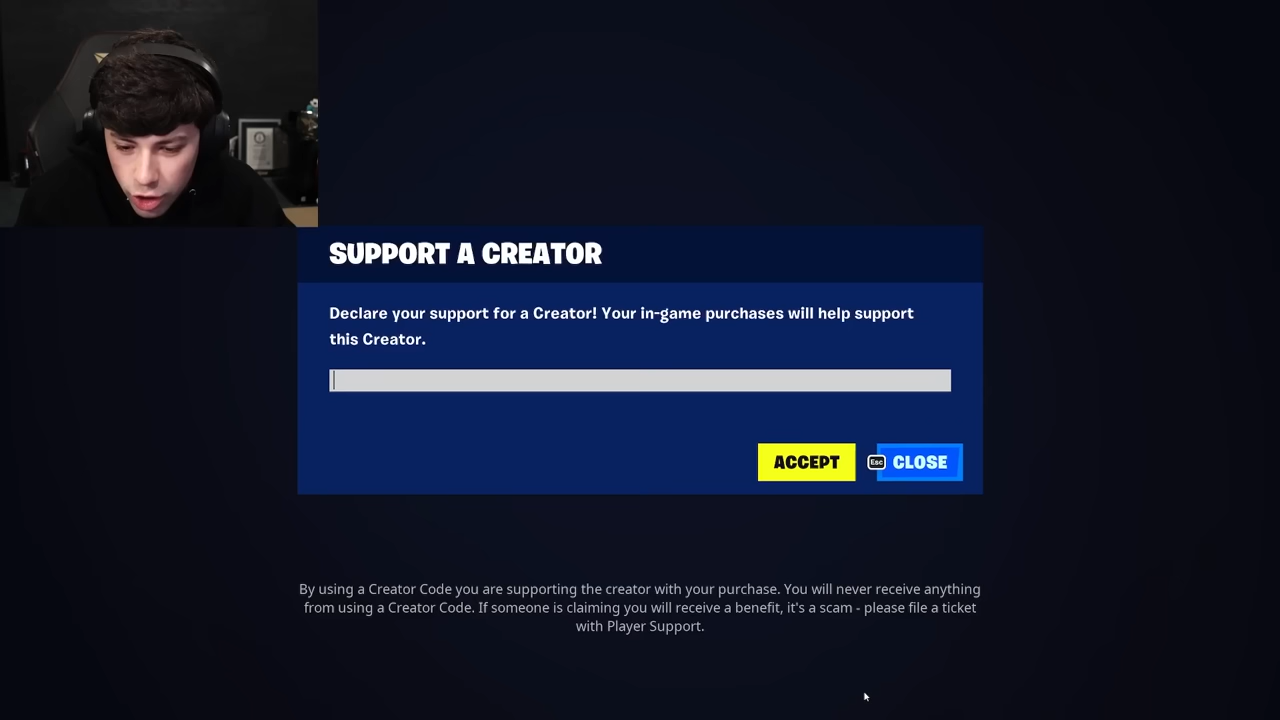 SUPPORT A CREATOR
Declare your support for a Creator! Your in-game purchases will help support
this Creator.
ACCEPT
Esc CLOSE
By using a Creator Code you are supporting the creator with your purchase. You will never receive anything
from using a Creator Code. If someone is claiming you will receive a benefit, it's a scam - please file a ticket
with Player Support.